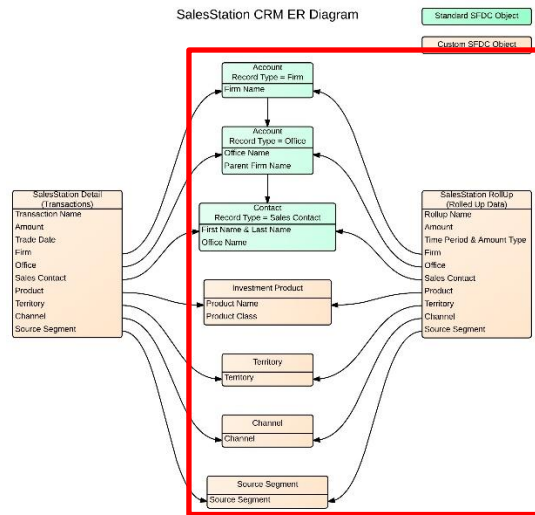 SalesStation CRM ER Diagram
Standard SFDC Object
Custom SFDC Object
Account
Record Type = Firm
Firm Name
Account
Record Type = Office
Office Name
Parent Firm Name
Contact
Record Type = Sales Contact
First Name & Last Name
Office Name
SalesStation Detail
(Transactions)
Transaction Name
Amount
Trade Date
Firm
Office
Sales Contact
Product
Territory
Channel
Source Segment
Investment Product
Product Name
Product Class
Territory
Territory
Channel
Channel
Source Segment
Source Segment
SalesStation RollUp
(Rolled Up Data)
Rollup Name
Amount
Time Period & Amount Type
Firm
Office
Sales Contact
Product
Territory
Channel
Source Segment